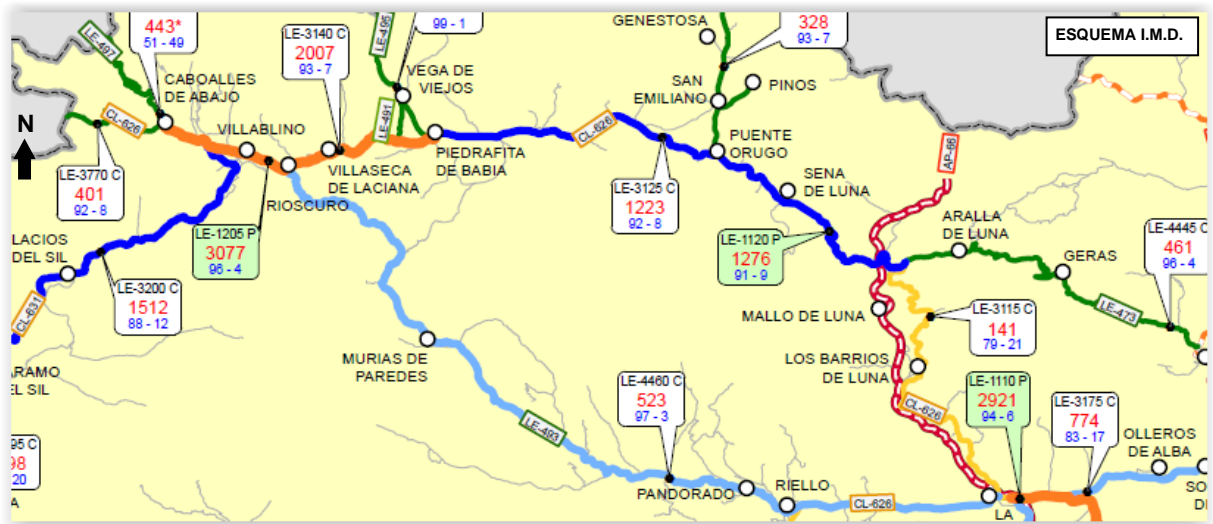 ESQUEMA I.M.D.
N
LE-497
443*
51 - 49
LE-495
99 - 1
GENESTOSA
328
93 - 7
LE-3140 C
2007
93 - 7
CABOALLES
DE ABAJO
CL-626
VILLABLINO
VEGA DE
VIEJOS
LE-491
SAN
EMILIANO
PINOS
CL-626
PIEDRAFITA
DE BABIA
PUENTE
ORUGO
AP-66
LE-3770 C
401
92 - 8
VILLASECA
DE LACIANA
RIOSCURO
LE-3125 C
1223
92 - 8
SENA
DE LUNA
ARALLA
DE LUNA
LE-4445 C
461
96 - 4
LACIOS
DEL SIL
LE-1205 P
3077
96 - 4
LE-1120 P
1276
91 - 9
GERAS
LE-473
LE-3200 C
1512
88 - 12
CL-631
MALLO DE LUNA
LE-3115 C
141
79 - 21
ARAMO
EL SIL
MURIAS DE
PAREDES
LOS BARRIOS
DE LUNA
LE-4460 C
523
97 - 3
LE-1110 P
2921
94 - 6
LE-3175 C
774
83 - 17
CL-626
LE-493
95 C
98
20
A
OLLEROS
DE ALBA
PANDORADO
RIELLO
CL-626
LA
SO
DE